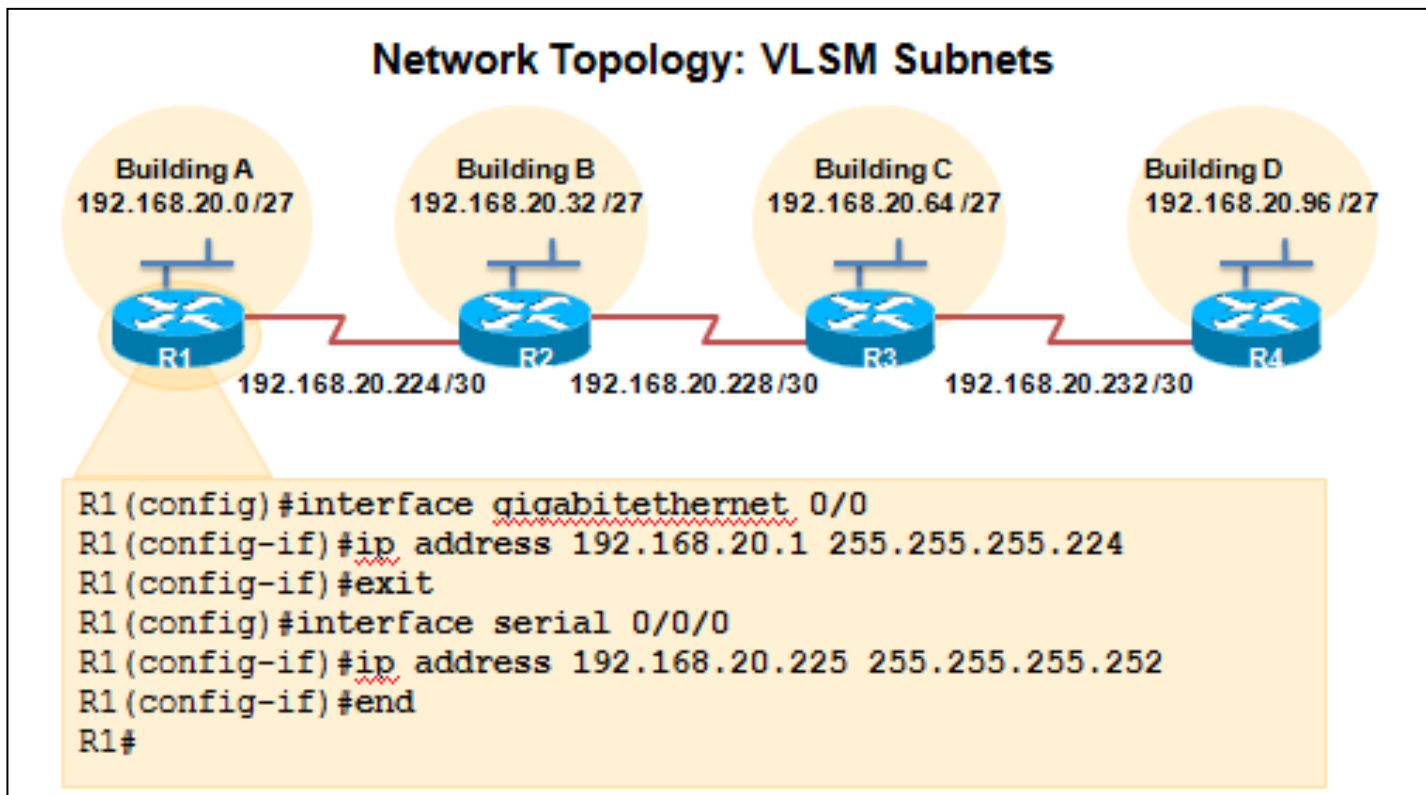 Network Topology: VLSM Subnets
Building A
192.168.20.0 /27
Building B
192.168.20.32 /27
Building C
192.168.20.64 /27
Building D
192.168.20.96 /27
R1
R2
R3
R4
192.168.20.224 /30
192.168.20.228 /30
192.168.20.232 /30
R1(config)#interface gigabitethernet 0/0
R1(config-if)#ip address 192.168.20.1 255.255.255.224
R1(config-if)#exit
R1(config)#interface serial 0/0/0
R1(config-if)#ip address 192.168.20.225 255.255.255.252
R1(config-if)#end
R1#